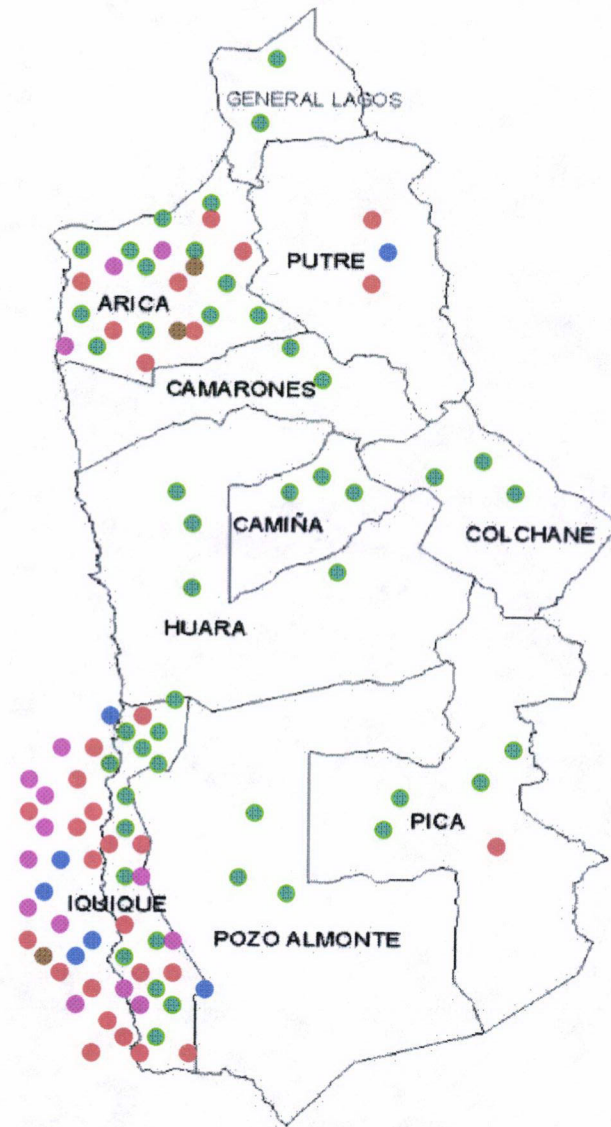 GENERAL LAGOS
PUTRE
ARICA
CAMARONES
CAMIÑA
COLCHANE
HUARA
PICA
IQUIQUE
POZO ALMONTE